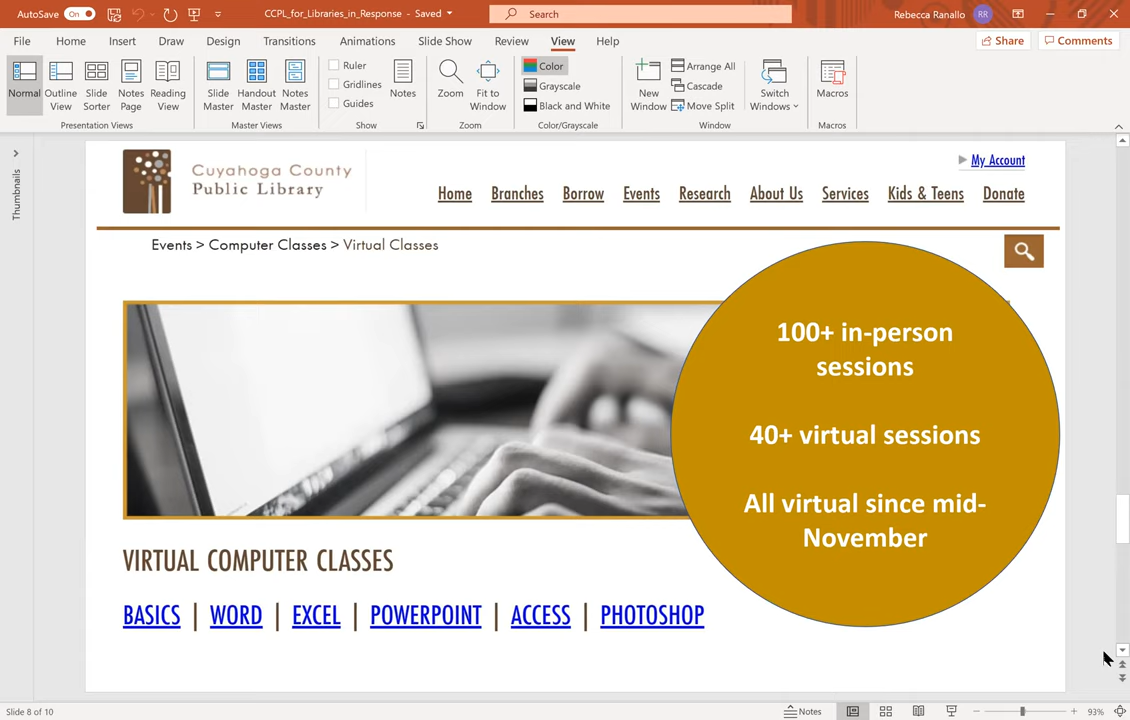 AutoSave On CCPL_for_Libraries_in_Response - Saved Search Rebecca Ranallo RR
File Home Insert Draw Design Transitions Animations Slide Show Review View Help Share Comments
Normal Outline View Slide Sorter Notes Page Reading View
Presentation Views
Slide Master Handout Master Notes Master
Master Views
Ruler
Gridlines
Guides
Notes
Show
Zoom Fit to Window
Zoom
Color
Grayscale
Black and White
Color/Grayscale
New Window
Arrange All
Cascade
Move Split
Switch Windows
Window
Macros
Macros
Thumbnails
Cuyahoga County
Public Library
My Account
Home Branches Borrow Events Research About Us Services Kids & Teens Donate
Events > Computer Classes > Virtual Classes
100+ in-person
sessions
40+ virtual sessions
All virtual since mid-
November
VIRTUAL COMPUTER CLASSES
BASICS | WORD | EXCEL | POWERPOINT | ACCESS | PHOTOSHOP
Slide 8 of 10 Notes 93%